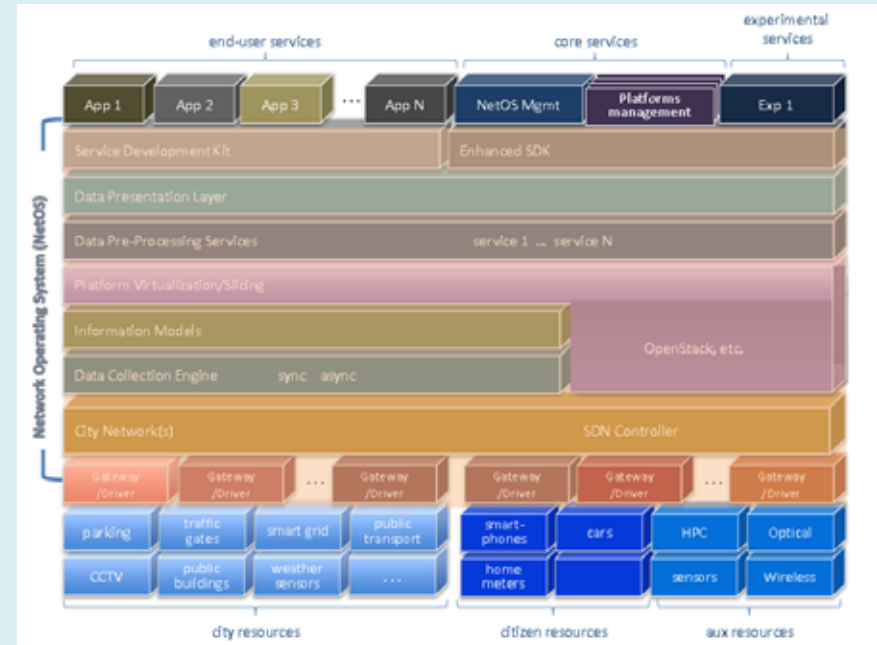 end-user services
core services
experimental
services
App 1
App 2
App 3
...
App N
NetOS Mgmt
Platforms
management
Exp 1
Network Operating System (NetOS)
Service Development Kit
Enhanced SDK
Data Presentation Layer
Data Pre-Processing Services
service 1 ... service N
Platform Virtualization/Slicing
Information Models
OpenStack, etc.
Data Collection Engine
sync async
City Network(s)
SDN Controller
Gateway
/Driver
Gateway
/Driver
...
Gateway
/Driver
Gateway
/Driver
Gateway
/Driver
...
Gateway
/Driver
parking
traffic
gates
smart grid
public
transport
smart-
phones
cars
HPC
Optical
CCTV
public
buildings
weather
sensors
...
home
meters
sensors
Wireless
city resources
citizen resources
aux resources